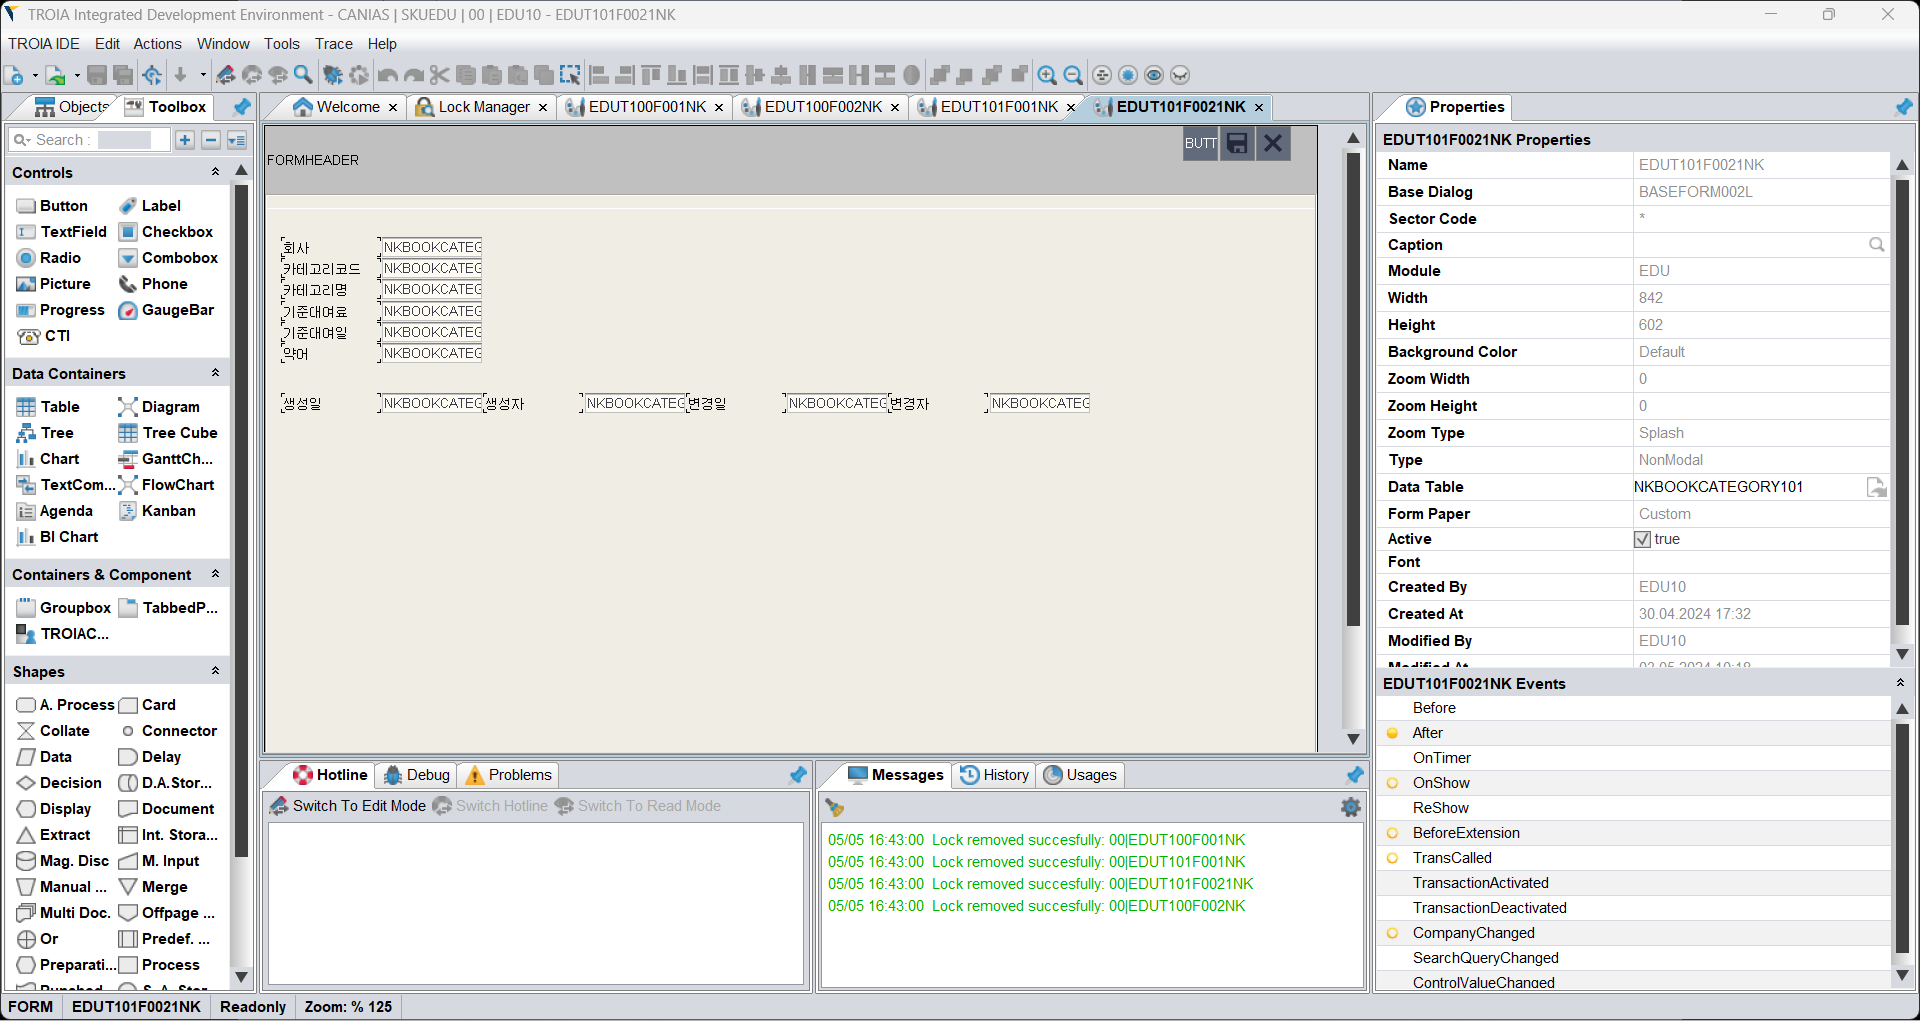 TROIA Integrated Development Environment - CANIAS | SKUEDU | 00 | EDU10 - EDUT101F0021NK
TROIA IDE Edit Actions Window Tools Trace Help
Objects Toolbox
Search :
Controls
Button Label
TextField Checkbox
Radio Combobox
Picture Phone
Progress GaugeBar
CTI
Data Containers
Table Diagram
Tree Tree Cube
Chart GanttCh...
TextCom... FlowChart
Agenda Kanban
BI Chart
Containers & Component
Groupbox TabbedP...
TROIAC...
Shapes
A. Process Card
Collate Connector
Data Delay
Decision D.A.Stor...
Display Document
Extract Int. Stora...
Mag. Disc M. Input
Manual ... Merge
Multi Doc. Offpage ...
Or Predef. ...
Preparati... Process
Welcome Lock Manager EDUT100F001NK EDUT100F002NK EDUT101F001NK EDUT101F0021NK
BUTT
FORMHEADER
회사 NKBOOKCATEG
카테고리코드 NKBOOKCATEG
카테고리명 NKBOOKCATEG
기준대여료 NKBOOKCATEG
기준대여일 NKBOOKCATEG
약어 NKBOOKCATEG
생성일 NKBOOKCATEG 생성자 NKBOOKCATEG 변경일 NKBOOKCATEG 변경자 NKBOOKCATEG
Hotline Debug Problems
Switch To Edit Mode Switch Hotline Switch To Read Mode
Messages History Usages
05/05 16:43:00 Lock removed succesfully: 00|EDUT100F001NK
05/05 16:43:00 Lock removed succesfully: 00|EDUT101F001NK
05/05 16:43:00 Lock removed succesfully: 00|EDUT101F0021NK
05/05 16:43:00 Lock removed succesfully: 00|EDUT100F002NK
Properties
EDUT101F0021NK Properties
Name EDUT101F0021NK
Base Dialog BASEFORM002L
Sector Code *
Caption
Module EDU
Width 842
Height 602
Background Color Default
Zoom Width 0
Zoom Height 0
Zoom Type Splash
Type NonModal
Data Table NKBOOKCATEGORY101
Form Paper Custom
Active true
Font
Created By EDU10
Created At 30.04.2024 17:32
Modified By EDU10
EDUT101F0021NK Events
Before
After
OnTimer
OnShow
ReShow
BeforeExtension
TransCalled
TransactionActivated
TransactionDeactivated
CompanyChanged
SearchQueryChanged
ControlValueChanged
FORM EDUT101F0021NK Readonly Zoom: % 125